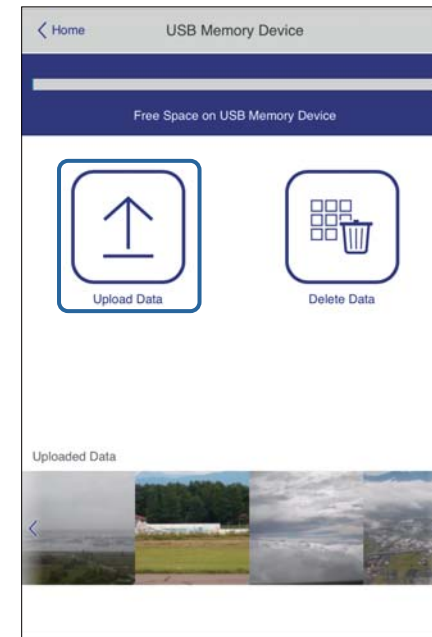 Home
USB Memory Device
Free Space on USB Memory Device
Upload Data
Delete Data
Uploaded Data